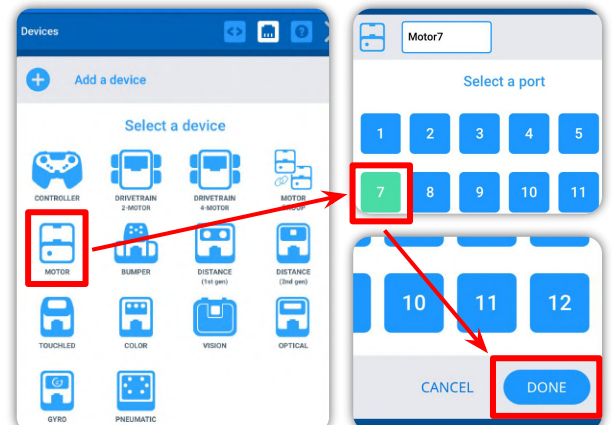 Devices
Add a device
Select a device
CONTROLLER
DRIVETRAIN
2-MOTOR
DRIVETRAIN
4-MOTOR
MOTOR
MOTOR
BUMPER
DISTANCE
(1st gen)
DISTANCE
(2nd gen)
TOUCHLED
COLOR
VISION
OPTICAL
GYRO
PNEUMATIC
Motor7
Select a port
1 2 3 4 5
7 8 9 10 11
10 11 12
CANCEL DONE